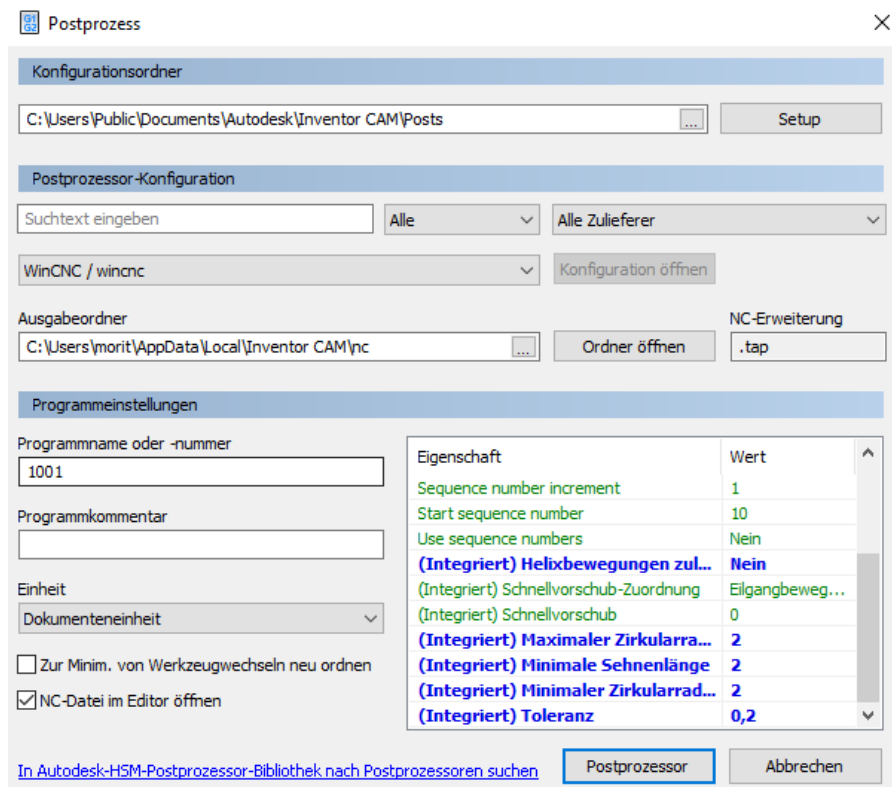 G1
G2
Postprozess
Konfigurationsordner
C:\Users\Public\Documents\Autodesk\Inventor CAM\Posts
...
Setup
Postprozessor-Konfiguration
Suchtext eingeben
Alle
Alle Zulieferer
WinCNC / wincnc
Konfiguration öffnen
Ausgabeordner
NC-Erweiterung
C:\Users\morit\AppData\Local\Inventor CAM\nc
...
Ordner öffnen
.tap
Programmeinstellungen
Programmname oder -nummer
1001
Programmkommentar
Einheit
Dokumenteneinheit
Zur Minim. von Werkzeugwechseln neu ordnen
NC-Datei im Editor öffnen
Eigenschaft Wert
Sequence number increment 1
Start sequence number 10
Use sequence numbers Nein
(Integriert) Helixbewegungen zul... Nein
(Integriert) Schnellvorschub-Zuordnung Eilgangbeweg...
(Integriert) Schnellvorschub 0
(Integriert) Maximaler Zirkularra... 2
(Integriert) Minimale Sehnenlänge 2
(Integriert) Minimaler Zirkularrad... 2
(Integriert) Toleranz 0,2
In Autodesk-HSM-Postprozessor-Bibliothek nach Postprozessoren suchen
Postprozessor
Abbrechen